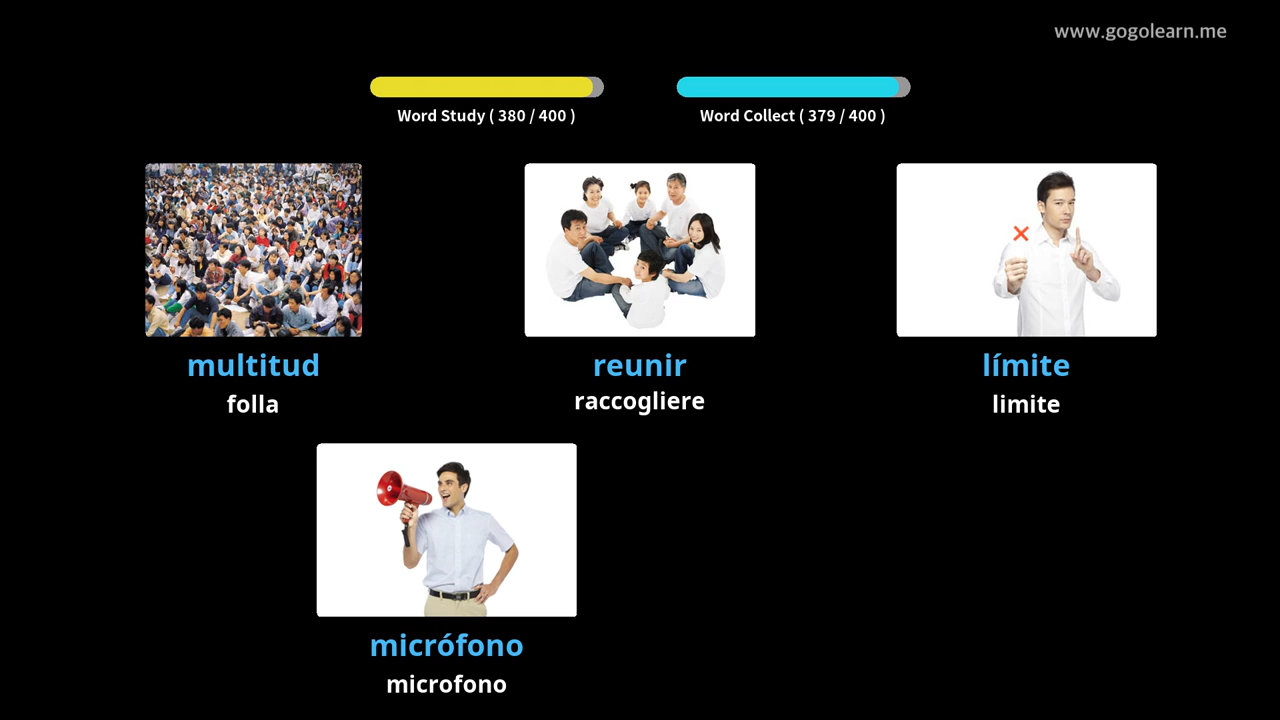 www.gogolearn.me
Word Study ( 380 / 400 )
Word Collect ( 379 / 400 )
multitud
folla
reunir
raccogliere
límite
limite
micrófono
microfono